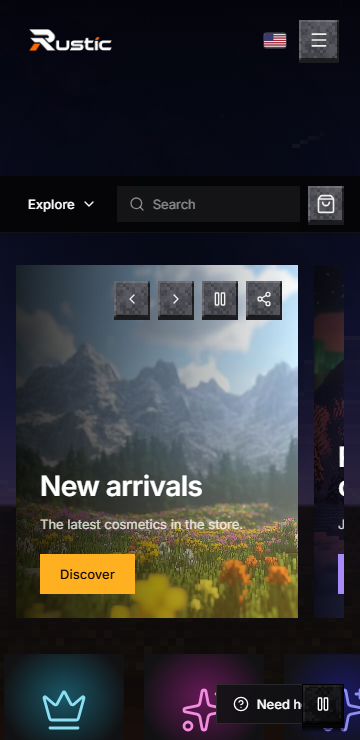 Rustic
Explore
Search
New arrivals
The latest cosmetics in the store.
Discover
Need h